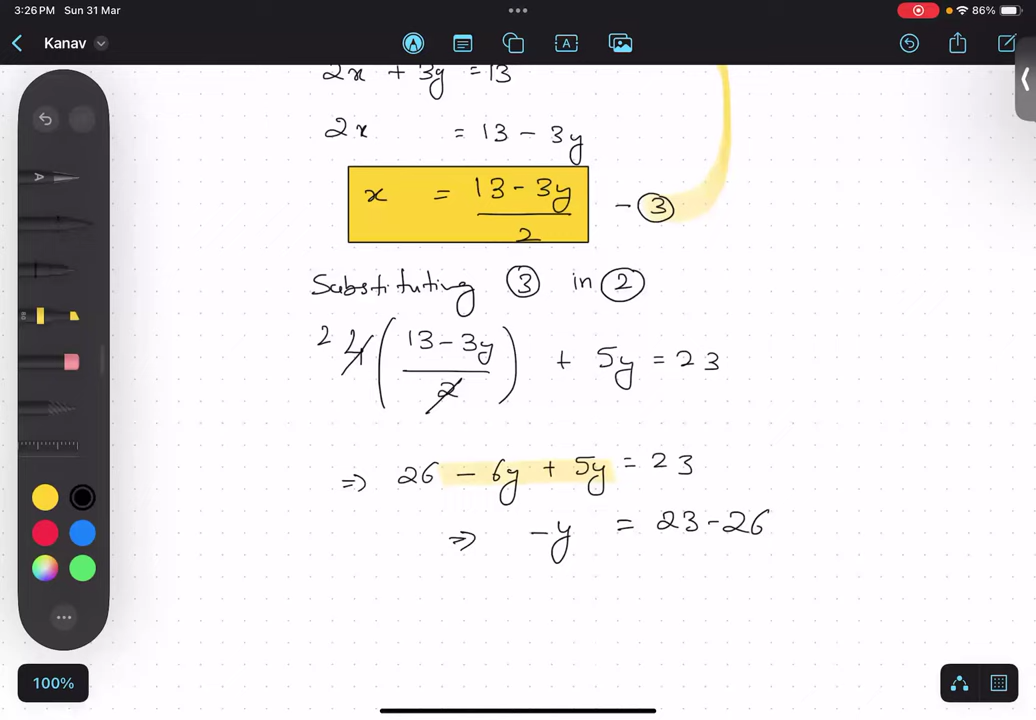 3:26 PM Sun 31 Mar
86%
Kanav
A
2x + 3y = 13
2x = 13 - 3y
x = 13 - 3y / 2 - ③
Substituting ③ in ②
2 4 ( 13 - 3y / 2 ) + 5y = 23
⇒ 26 - 6y + 5y = 23
⇒ -y = 23 - 26
100%
A